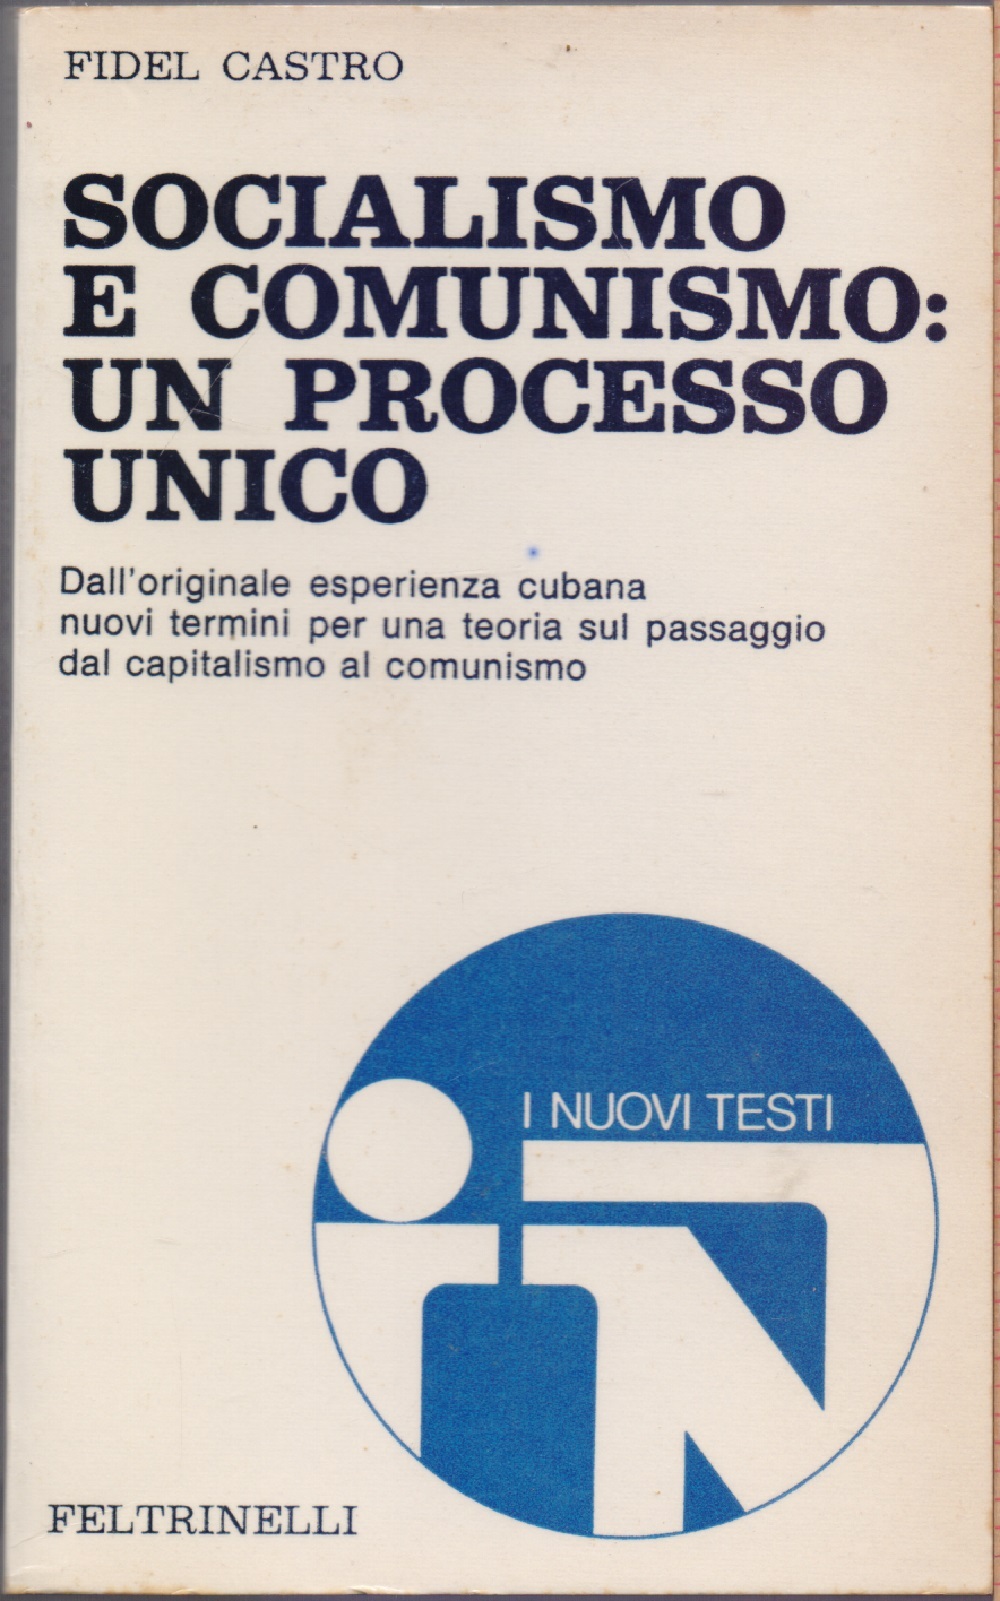 FIDEL CASTRO
SOCIALISMO
E COMUNISMO:
UN PROCESSO
UNICO
Dall'originale esperienza cubana
nuovi termini per una teoria sul passaggio
dal capitalismo al comunismo
I NUOVI TESTI
FELTRINELLI